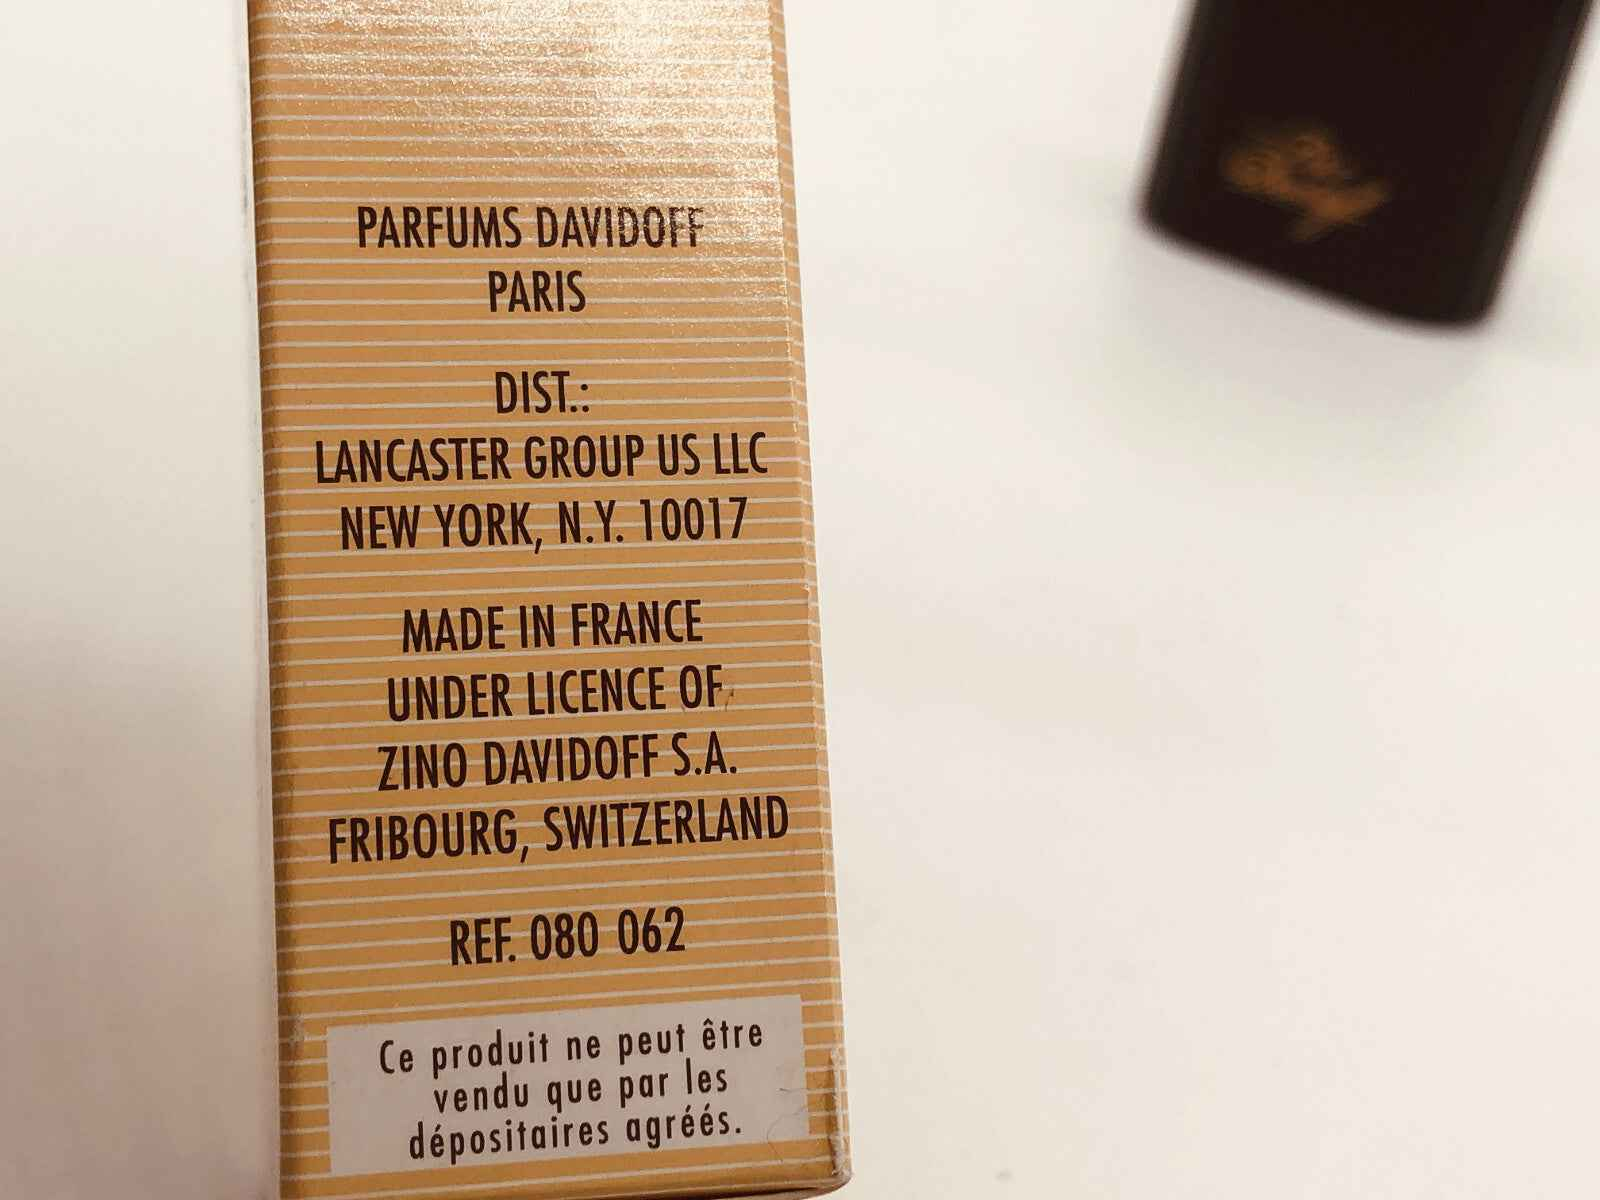 PARFUMS DAVIDOFF
PARIS
DIST.:
LANCASTER GROUP US LLC
NEW YORK, N.Y. 10017
MADE IN FRANCE
UNDER LICENCE OF
ZINO DAVIDOFF S.A.
FRIBOURG, SWITZERLAND
REF. 080 062
Ce produit ne peut être
vendu que par les
dépositaires agréés.